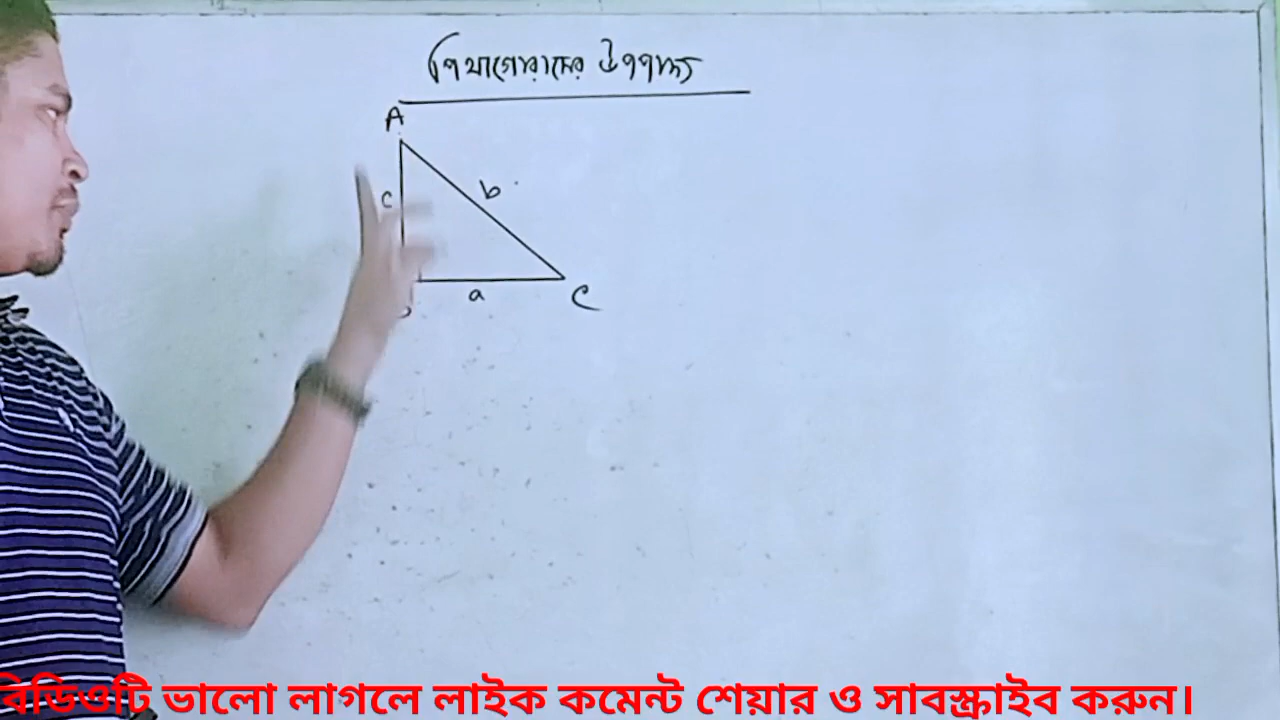 পিথাগোরাসের উপপাদ্য
A
c
b
a
C
বিডিওটি ভালো লাগলে লাইক কমেন্ট শেয়ার ও সাবস্ক্রাইব করুন।